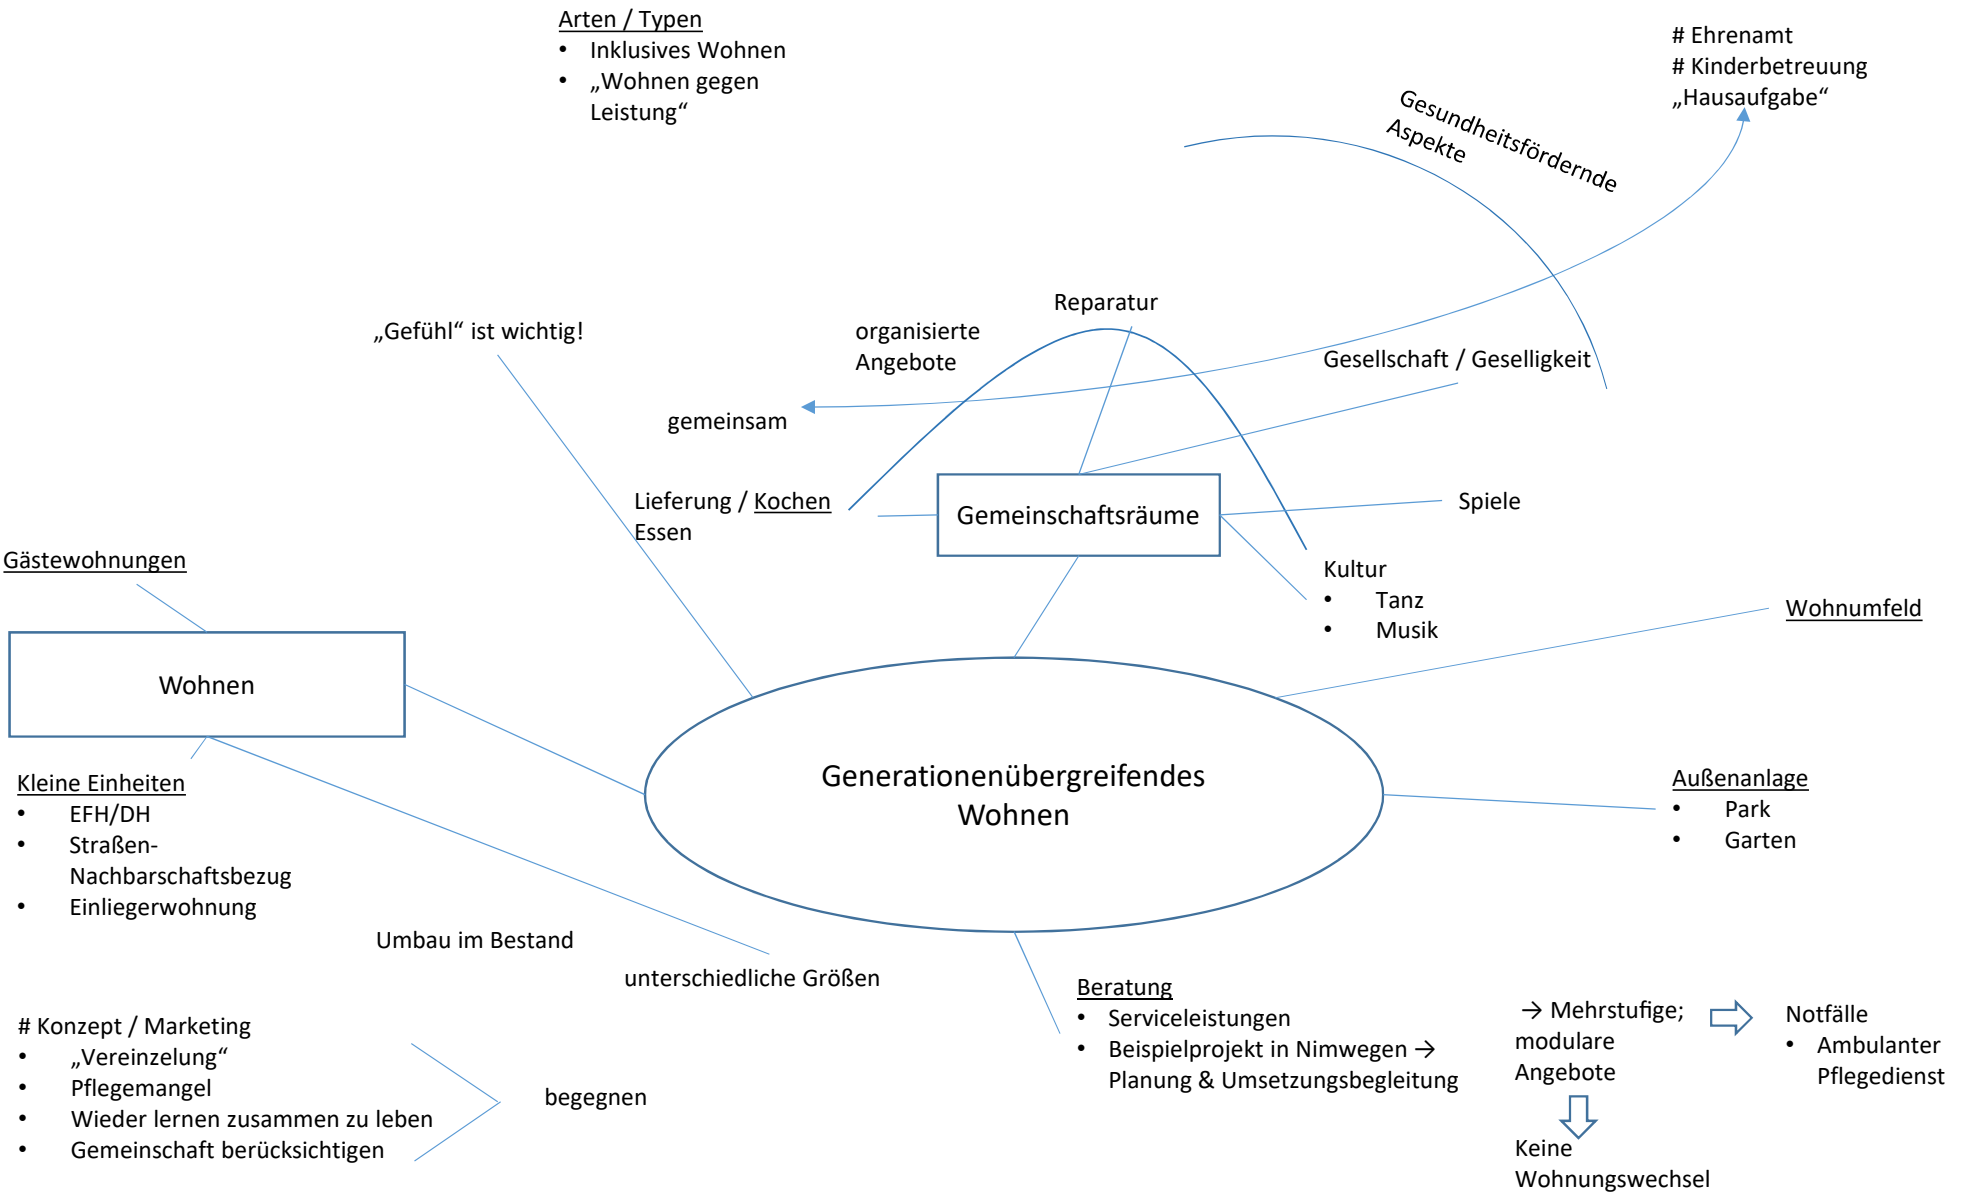 Arten / Typen
• Inklusives Wohnen
• „Wohnen gegen
Leistung“
# Ehrenamt
# Kinderbetreuung
„Hausaufgabe“
Gesundheitsfördernde
Aspekte
Reparatur
organisierte
Angebote
„Gefühl“ ist wichtig!
Gesellschaft / Geselligkeit
gemeinsam
Lieferung / Kochen
Essen
Gemeinschaftsräume
Spiele
Gästewohnungen
Kultur
• Tanz
• Musik
Wohnumfeld
Wohnen
Generationenübergreifendes
Wohnen
Außenanlage
• Park
• Garten
Kleine Einheiten
• EFH/DH
• Straßen-
Nachbarschaftsbezug
• Einliegerwohnung
Umbau im Bestand
unterschiedliche Größen
# Konzept / Marketing
• „Vereinzelung“
• Pflegemangel
• Wieder lernen zusammen zu leben
• Gemeinschaft berücksichtigen
begegnen
Beratung
• Serviceleistungen
• Beispielprojekt in Nimwegen →
Planung & Umsetzungsbegleitung
→ Mehrstufige;
modulare
Angebote
Notfälle
• Ambulanter
Pflegedienst
Keine
Wohnungswechsel